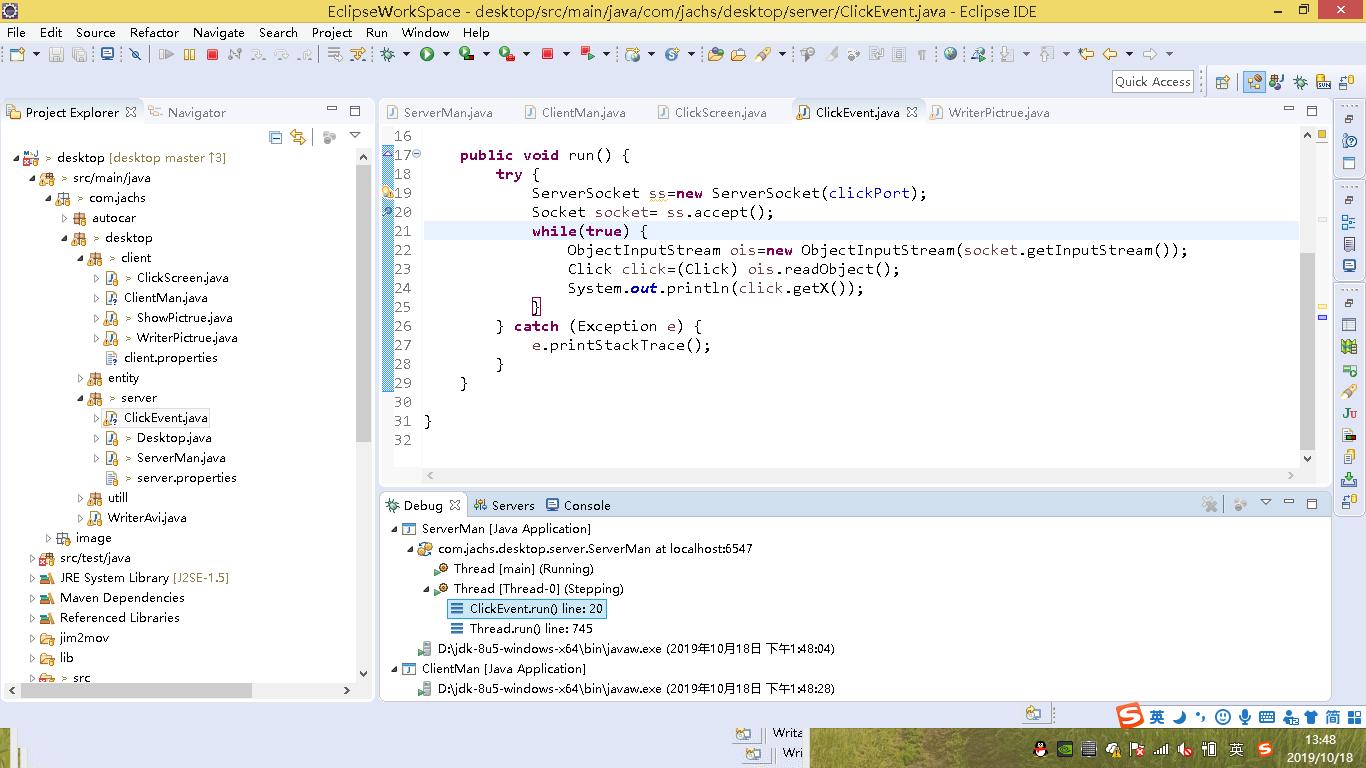 EclipseWorkSpace - desktop/src/main/java/com/jachs/desktop/server/ClickEvent.java - Eclipse IDE
File Edit Source Refactor Navigate Search Project Run Window Help
Quick Access
Project Explorer Navigator
> desktop [desktop master ↑3]
> src/main/java
> com.jachs
autocar
> desktop
> client
> ClickScreen.java
ClientMan.java
> ShowPictrue.java
> WriterPictrue.java
client.properties
entity
> server
ClickEvent.java
> Desktop.java
> ServerMan.java
> server.properties
utill
WriterAvi.java
image
src/test/java
JRE System Library [J2SE-1.5]
Maven Dependencies
Referenced Libraries
jim2mov
lib
> src
ServerMan.java ClientMan.java ClickScreen.java ClickEvent.java WriterPictrue.java
16
17 public void run() {
18 try {
19 ServerSocket ss=new ServerSocket(clickPort);
20 Socket socket= ss.accept();
21 while(true) {
22 ObjectInputStream ois=new ObjectInputStream(socket.getInputStream());
23 Click click=(Click) ois.readObject();
24 System.out.println(click.getX());
25 }
26 } catch (Exception e) {
27 e.printStackTrace();
28 }
29 }
30
31 }
32
Debug Servers Console
ServerMan [Java Application]
com.jachs.desktop.server.ServerMan at localhost:6547
Thread [main] (Running)
Thread [Thread-0] (Stepping)
ClickEvent.run() line: 20
Thread.run() line: 745
D:\jdk-8u5-windows-x64\bin\javaw.exe (2019年10月18日 下午1:48:04)
ClientMan [Java Application]
D:\jdk-8u5-windows-x64\bin\javaw.exe (2019年10月18日 下午1:48:28)
Ju
S 英 简
Writa
Wri
英 S
13:48
2019/10/18